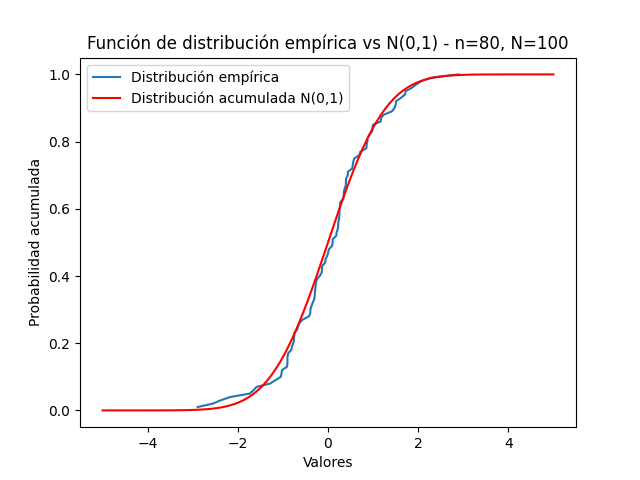 Función de distribución empírica vs N(0,1) - n=80, N=100
Distribución empírica
Distribución acumulada N(0,1)
1.0
0.8
0.6
0.4
0.2
0.0
Probabilidad acumulada
−4
−2
0
2
4
Valores